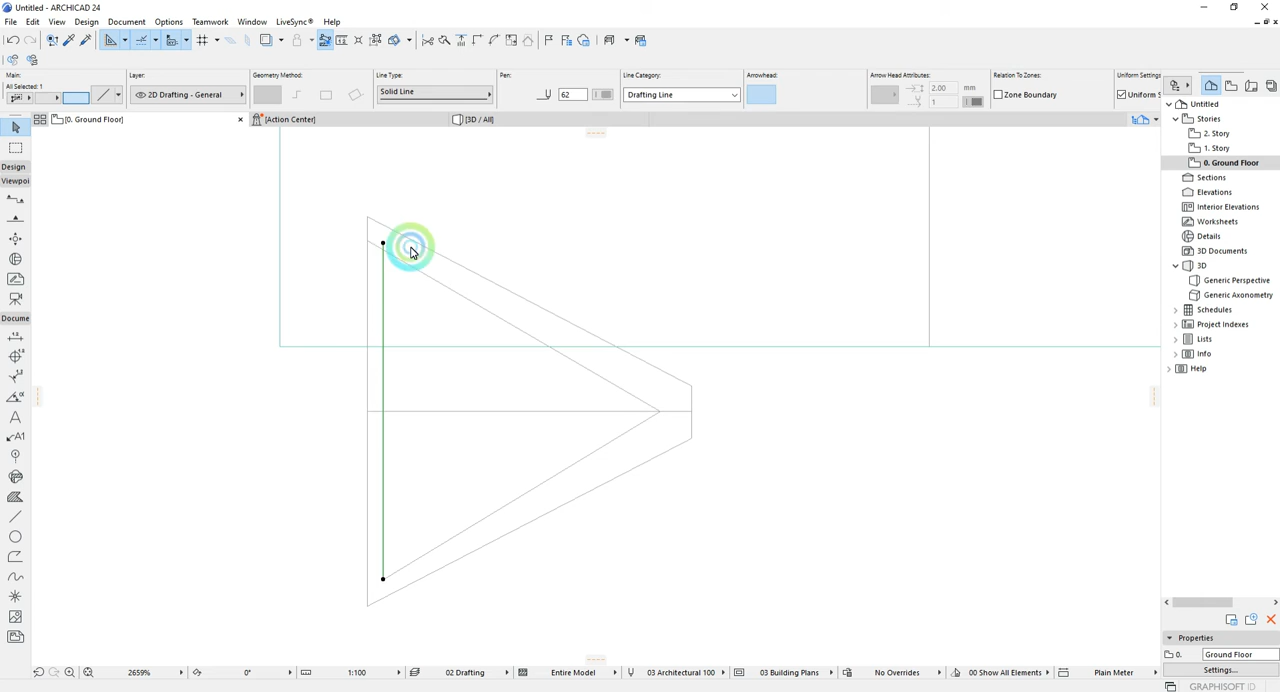 Untitled - ARCHICAD 24
File Edit View Design Document Options Teamwork Window LiveSync® Help
Main:
All Selected: 1
Layer:
2D Drafting - General
Geometry Method:
Line Type:
Solid Line
Pen:
62
Line Category:
Drafting Line
Arrowhead:
Arrow Head Attributes:
2.00 mm
1
Relation To Zones:
Zone Boundary
Uniform Settings
Uniform S
[0. Ground Floor]
[Action Center]
[3D / All]
Design
Viewpoi
Docume
A
A1
Untitled
Stories
2. Story
1. Story
0. Ground Floor
Sections
Elevations
Interior Elevations
Worksheets
Details
3D Documents
3D
Generic Perspective
Generic Axonometry
Schedules
Project Indexes
Lists
Info
Help
Properties
0. Ground Floor
Settings...
2659% 0° 1:100 02 Drafting Entire Model 03 Architectural 100 03 Building Plans No Overrides 00 Show All Elements Plain Meter
GRAPHISOFT ID